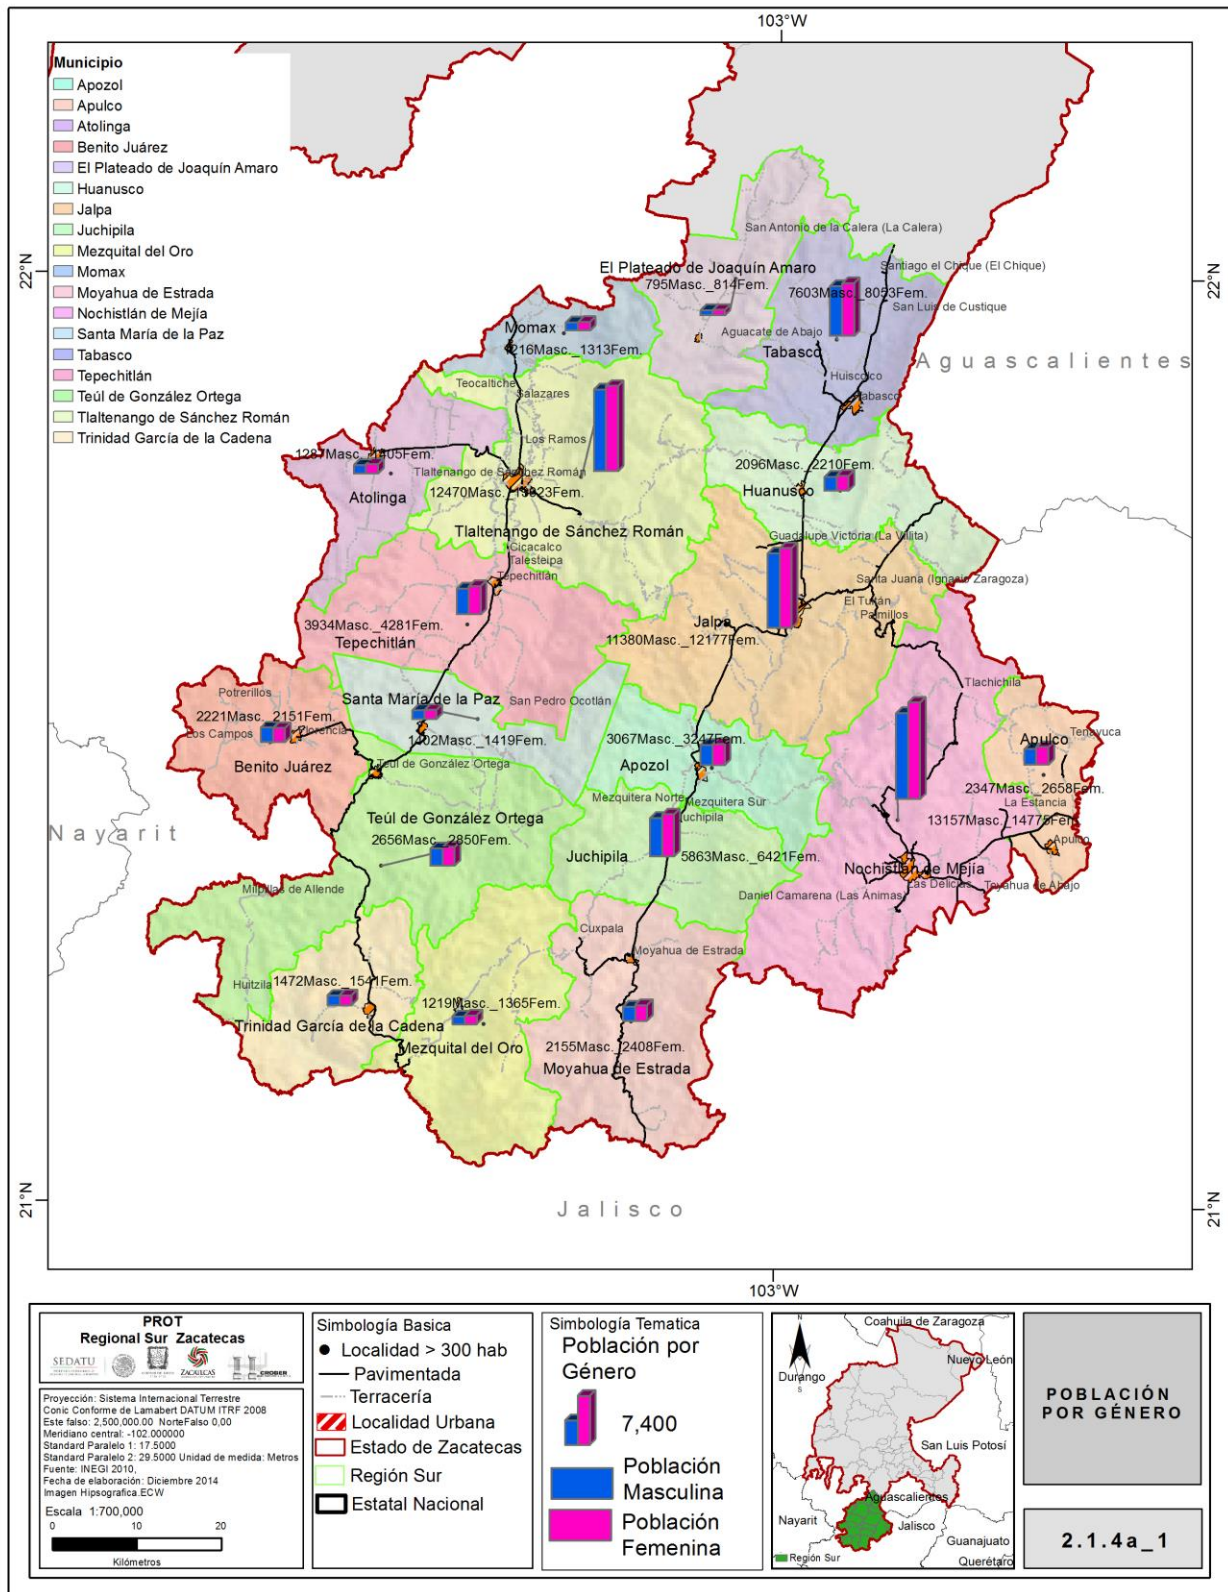 103°W
Municipio
Apozol
Apulco
Atolinga
Benito Juárez
El Plateado de Joaquín Amaro
Huanusco
Jalpa
Juchipila
Mezquital del Oro
Momax
Moyahua de Estrada
Nochistlán de Mejía
Santa María de la Paz
Tabasco
Tepechitlán
Teúl de González Ortega
Tlaltenango de Sánchez Román
Trinidad García de la Cadena
22°N
22°N
San Antonio de la Calera (La Calera)
El Plateado de Joaquín Amaro
Santiago el Chique (El Chique)
795Masc._814Fem.
7603Masc._8053Fem.
San Luis de Custique
Momax
Aguacate de Abajo
Tabasco
1216Masc._1313Fem.
Aguascalientes
Teocaltiche
Huiscolco
Salazares
Tabasco
Los Ramos
Tlaltenango de Sánchez Román
2096Masc._2210Fem.
Atolinga
Huanusco
Tlaltenango de Sánchez Román
Guadalupe Victoria (La Villita)
Cicacalco
Talesteipa
Tepechitlán
Santa Juana (Ignacio Zaragoza)
El Tuitán
Palmillos
3934Masc._4281Fem.
Jalpa
11380Masc._12177Fem.
Tepechitlán
Tlachichila
Potrerillos
Santa María de la Paz
San Pedro Ocotlán
2221Masc._2151Fem.
Los Campos
Florencia
1402Masc._1419Fem.
3067Masc._3247Fem.
Tenayuca
Apulco
Benito Juárez
Teul de González Ortega
Apozol
2347Masc._2658Fem.
Mezquitera Norte
Mezquitera Sur
La Estancia
Nayarit
Teúl de González Ortega
Juchipila
13157Masc._14775Fem.
2656Masc._2850Fem.
Juchipila
5863Masc._6421Fem.
Apulco
Nochistlán de Mejía
Las Delicias
Toyahua de Abajo
Milpillas de Allende
Daniel Camarena (Las Ánimas)
Cuxpala
Moyahua de Estrada
Huitzila
1472Masc._1541Fem.
1219Masc._1365Fem.
Trinidad García de la Cadena
Mezquital del Oro
2155Masc._2408Fem.
Moyahua de Estrada
21°N
21°N
Jalisco
103°W
PROT
Regional Sur Zacatecas
SEDATU
ZACATECAS
Proyección: Sistema Internacional Terrestre
Conic Conforme de Lamabert DATUM ITRF 2008
Este falso: 2,500,000.00 NorteFalso 0,00
Meridiano central: -102.000000
Standard Paralelo 1: 17.5000
Standard Paralelo 2: 29.5000 Unidad de medida: Metros
Fuente: INEGI 2010,
Fecha de elaboración: Diciembre 2014
Imagen Hipsografica.ECW
Escala 1:700,000
0 10 20
Kilómetros
Simbología Basica
Localidad > 300 hab
Pavimentada
Terracería
Localidad Urbana
Estado de Zacatecas
Región Sur
Estatal Nacional
Simbología Tematica
Población por
Género
7,400
Población
Masculina
Población
Femenina
N
S
Coahuila de Zaragoza
Nuevo León
Durango
San Luis Potosí
Aguascalientes
Nayarit
Jalisco
Guanajuato
Querétaro
Región Sur
POBLACIÓN
POR GÉNERO
2.1.4a_1